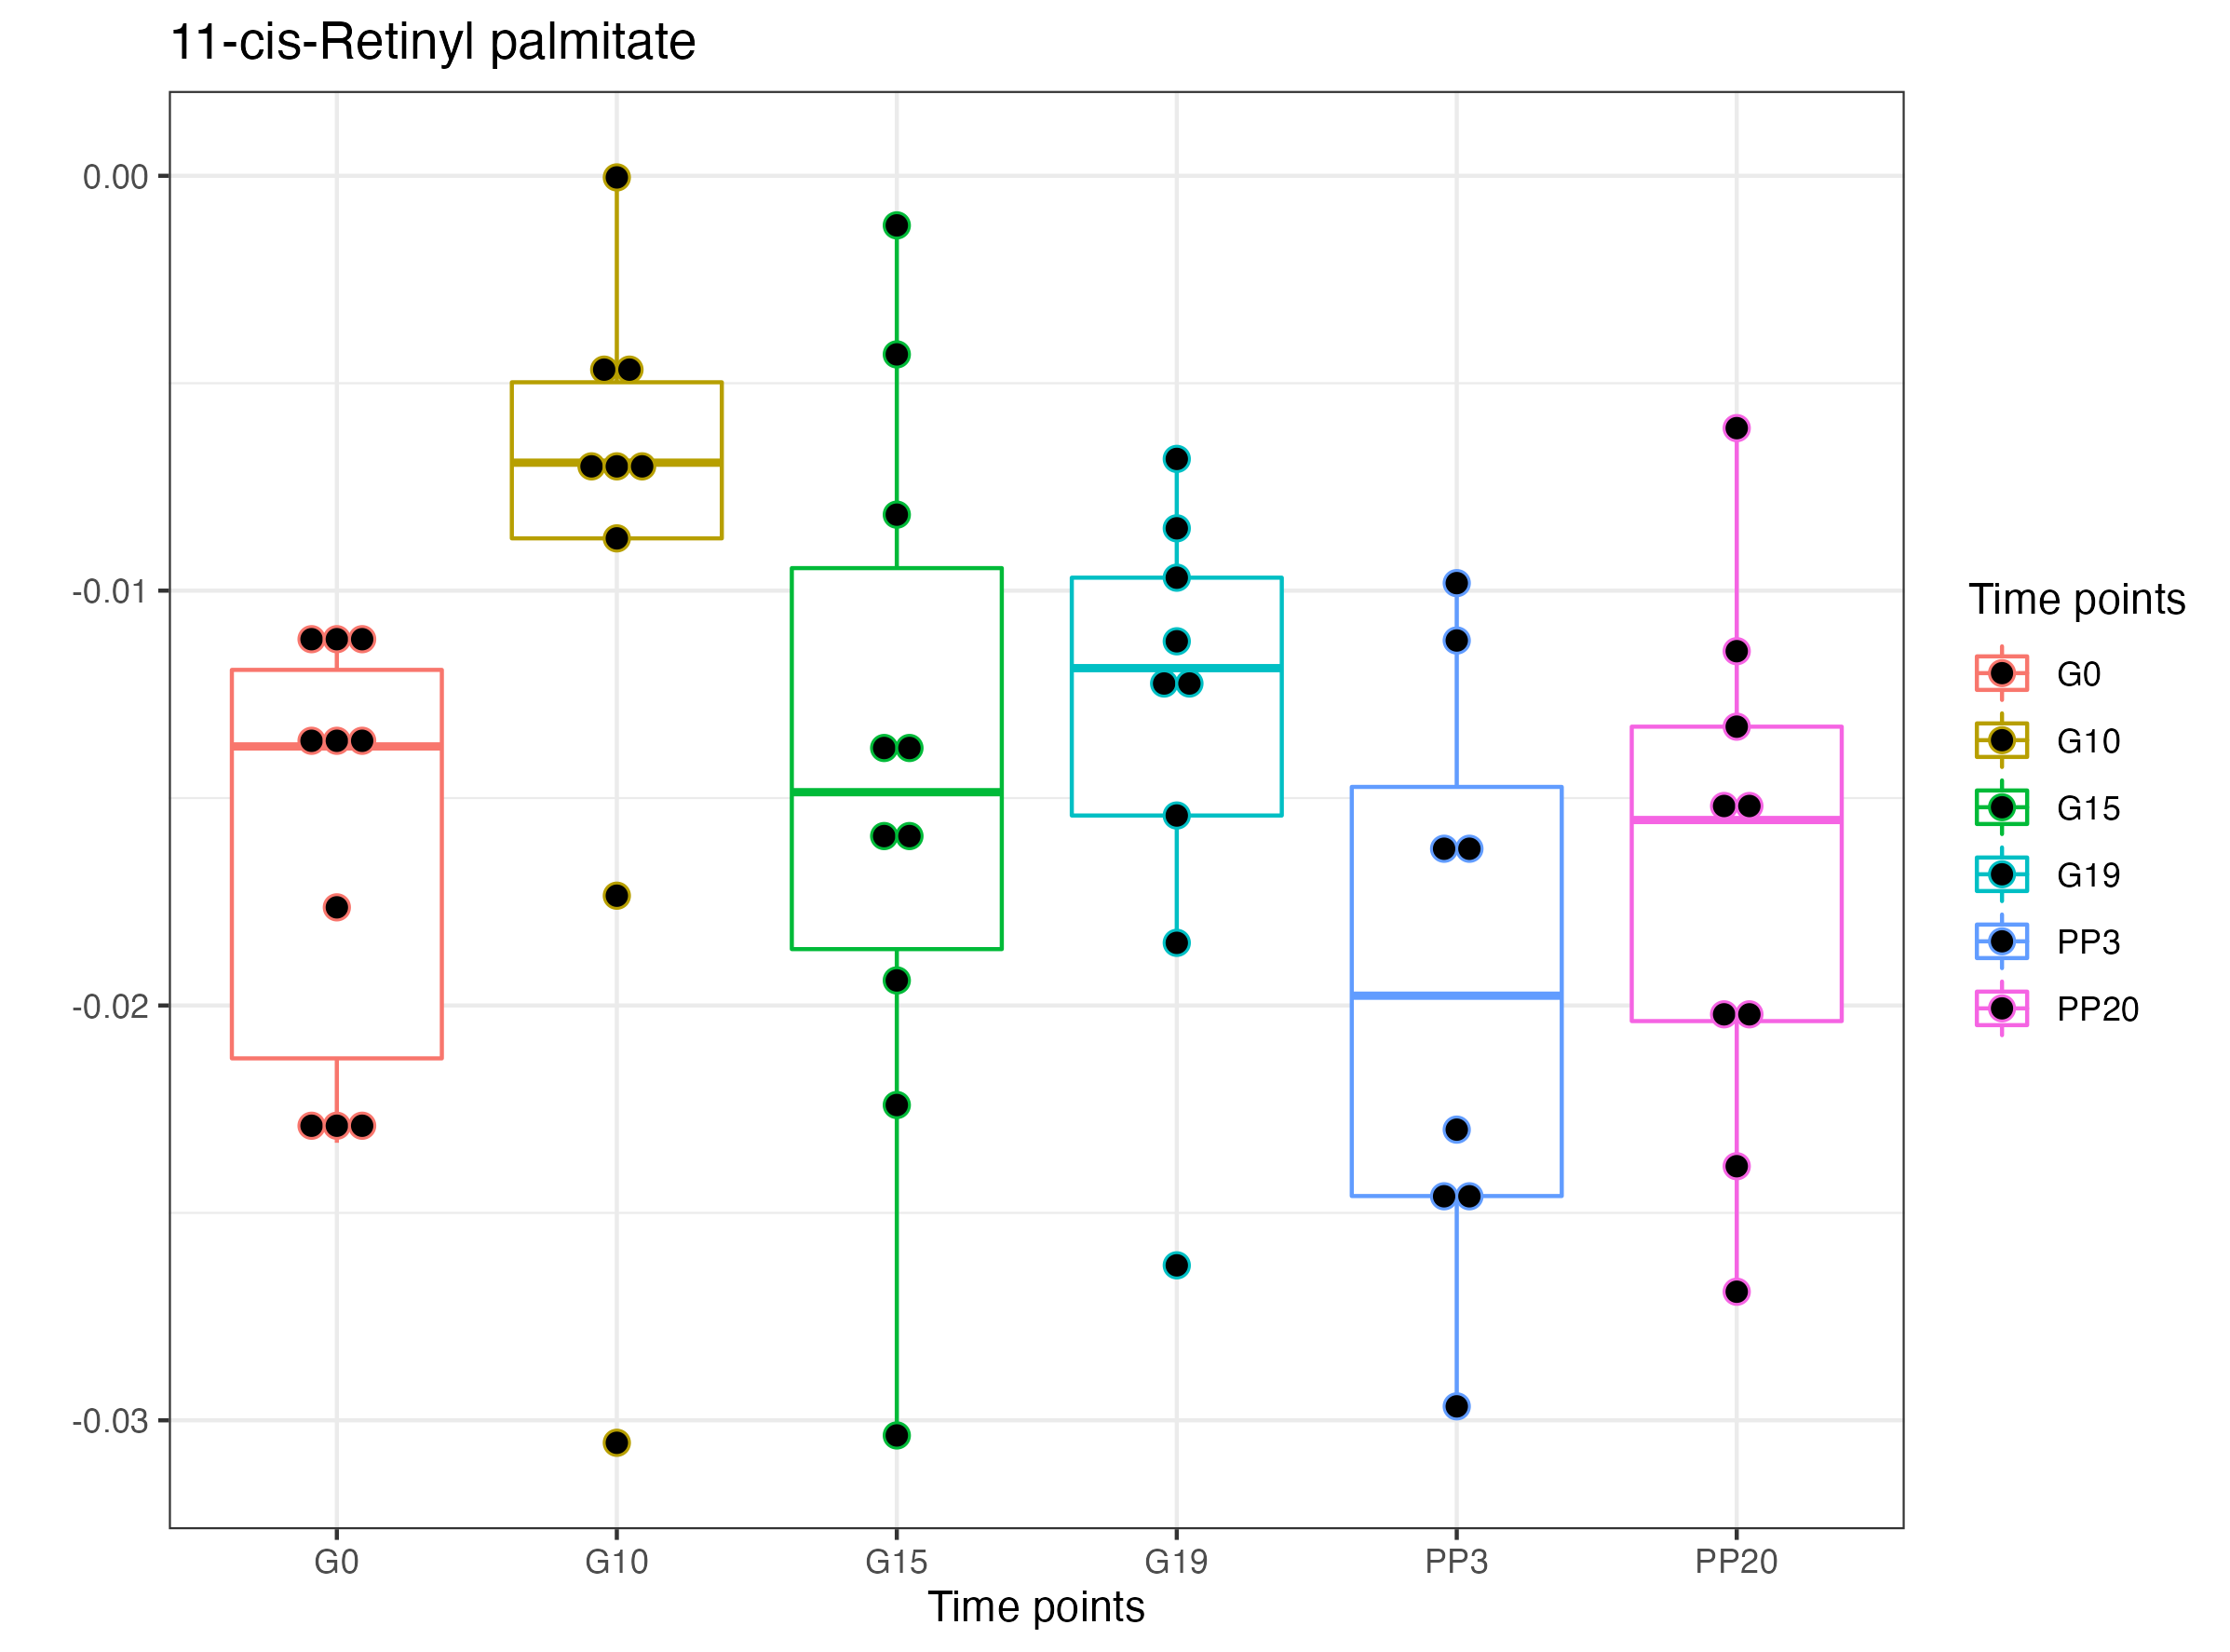 11-cis-Retinyl palmitate
0.00
-0.01
-0.02
-0.03
G0 G10 G15 G19 PP3 PP20
Time points
Time points
G0
G10
G15
G19
PP3
PP20